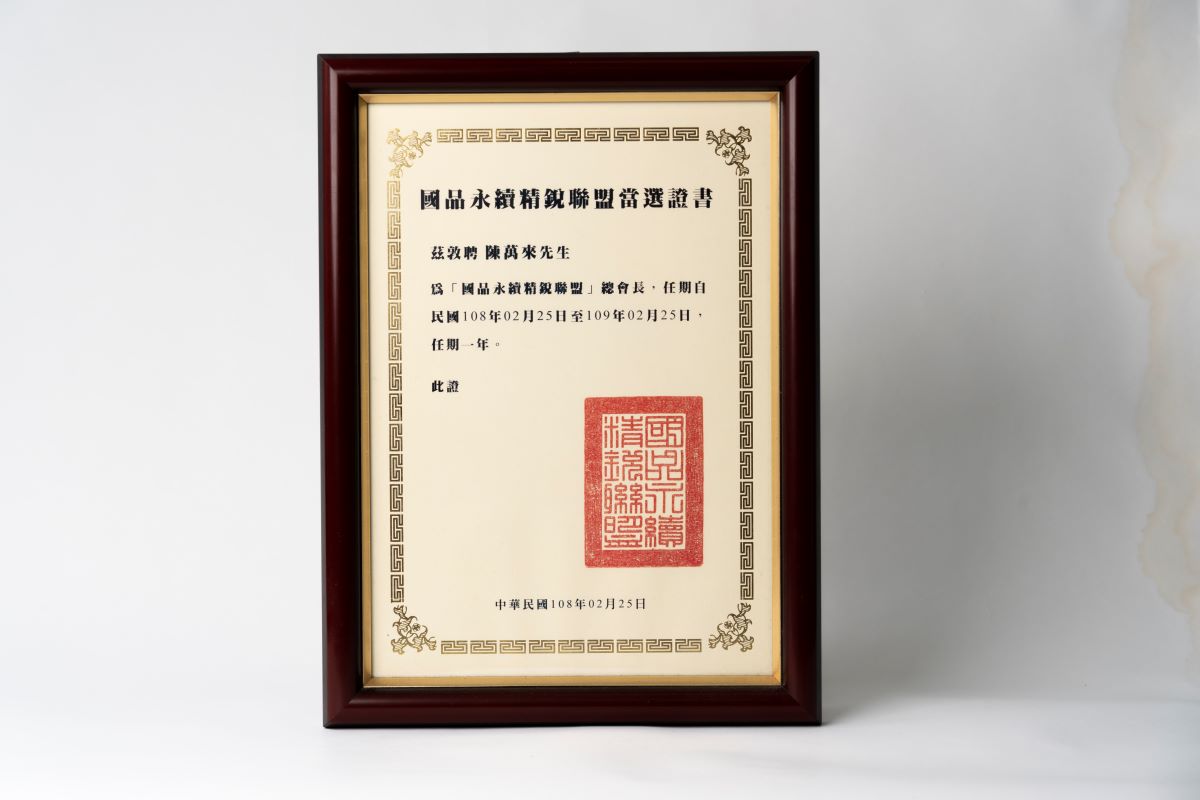 國品永續精銳聯盟當選證書
茲敦聘 陳萬來先生
為「國品永續精銳聯盟」總會長，任期自
民國108年02月25日至109年02月25日，
任期一年。
此證
國品永續
精銳聯盟
中華民國108年02月25日